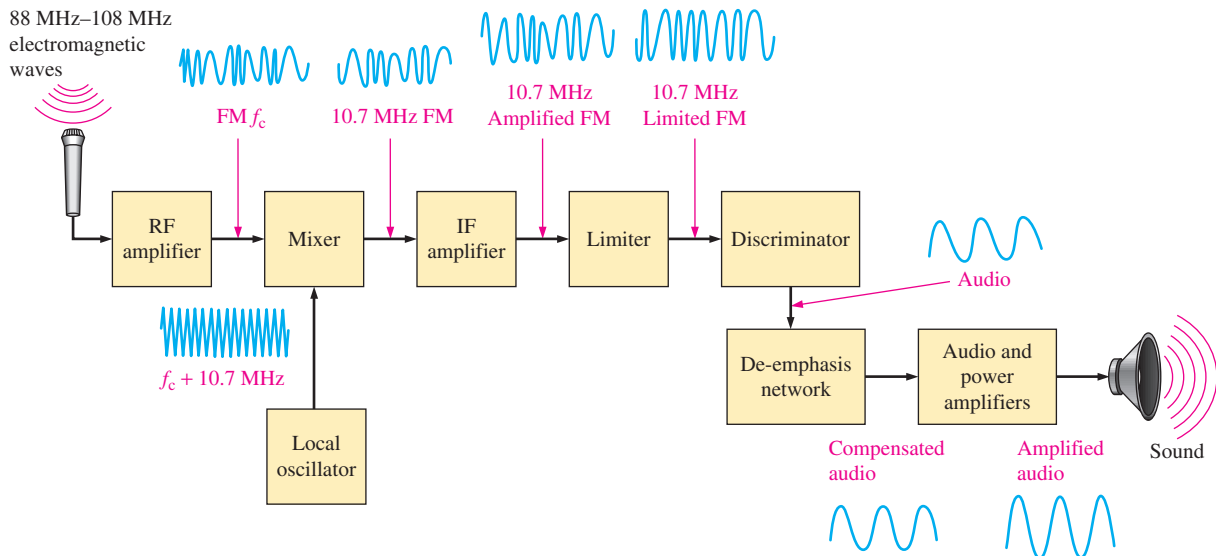 88 MHz–108 MHz
electromagnetic
waves
FM fc
10.7 MHz FM
10.7 MHz
Amplified FM
10.7 MHz
Limited FM
RF
amplifier
Mixer
IF
amplifier
Limiter
Discriminator
Audio
fc + 10.7 MHz
Local
oscillator
De-emphasis
network
Audio and
power
amplifiers
Compensated
audio
Amplified
audio
Sound